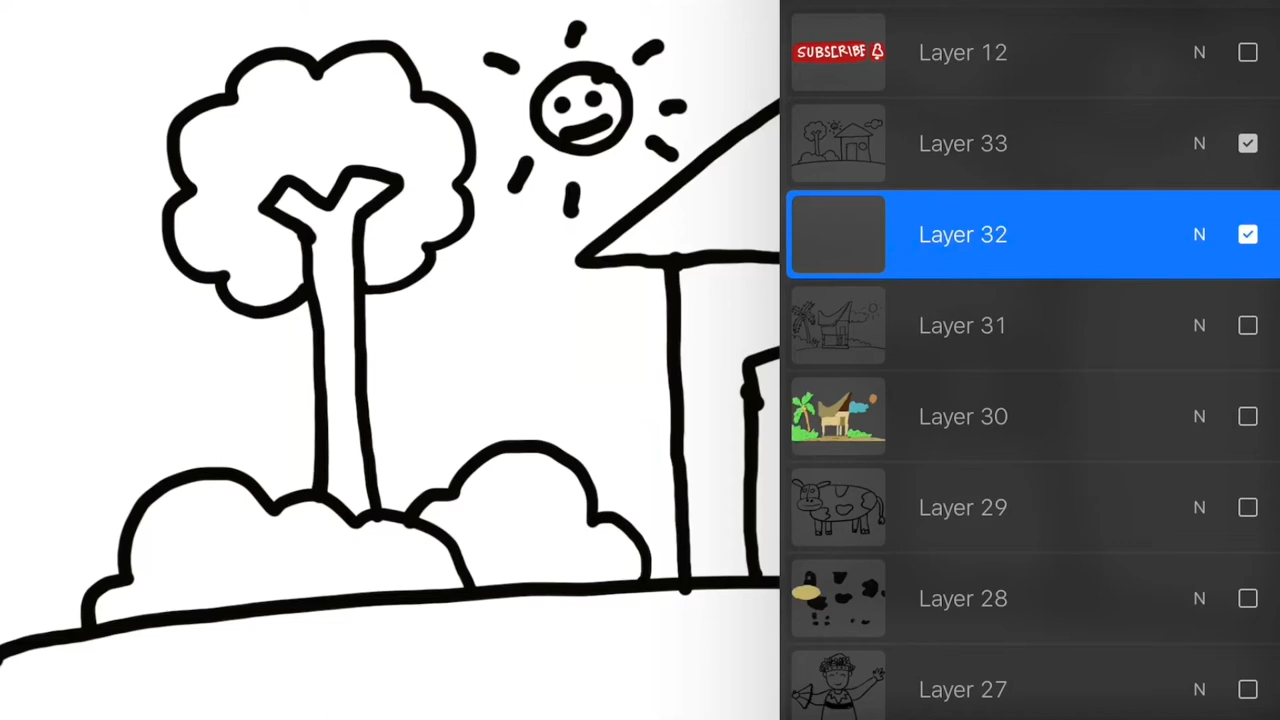 SUBSCRIBE
Layer 12 N
Layer 33 N
Layer 32 N
Layer 31 N
Layer 30 N
Layer 29 N
Layer 28 N
Layer 27 N